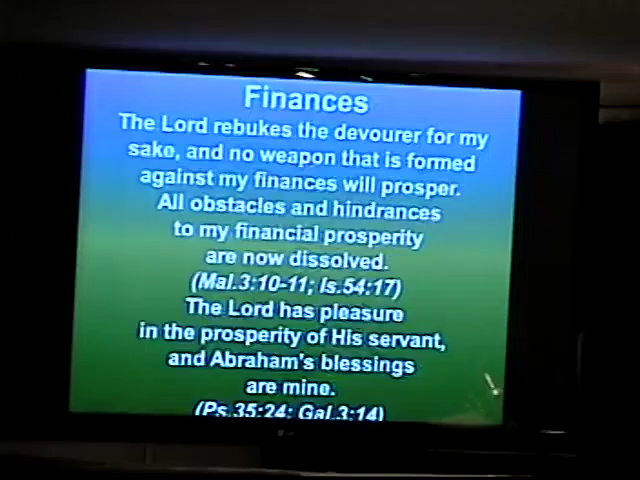 Finances
The Lord rebukes the devourer for my
sake, and no weapon that is formed
against my finances will prosper.
All obstacles and hindrances
to my financial prosperity
are now dissolved.
(Mal.3:10-11; Is.54:17)
The Lord has pleasure
in the prosperity of His servant,
and Abraham's blessings
are mine.
(Ps.35:24; Gal.3:14)